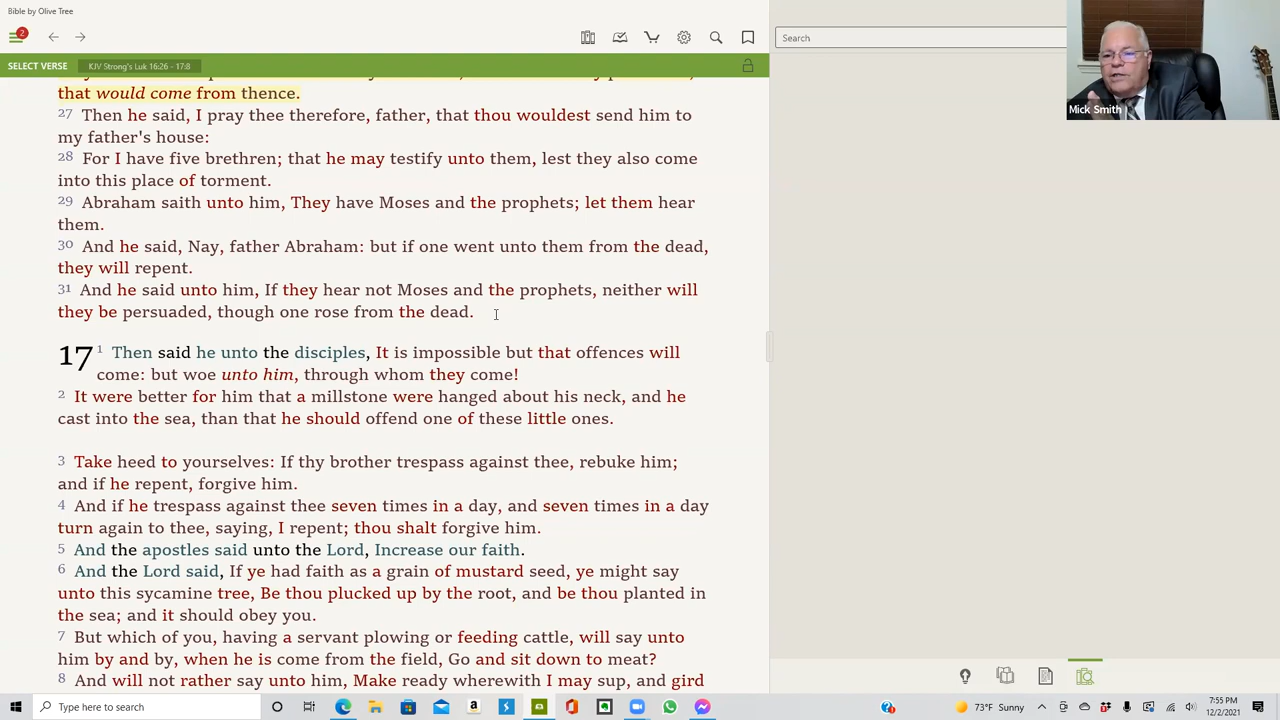 Bible by Olive Tree
2
Search
SELECT VERSE
KJV Strong's Luk 16:26 - 17:8
that would come from thence.
27 Then he said, I pray thee therefore, father, that thou wouldest send him to
my father's house:
28 For I have five brethren; that he may testify unto them, lest they also come
into this place of torment.
29 Abraham saith unto him, They have Moses and the prophets; let them hear
them.
30 And he said, Nay, father Abraham: but if one went unto them from the dead,
they will repent.
31 And he said unto him, If they hear not Moses and the prophets, neither will
they be persuaded, though one rose from the dead.
17 1 Then said he unto the disciples, It is impossible but that offences will
come: but woe unto him, through whom they come!
2 It were better for him that a millstone were hanged about his neck, and he
cast into the sea, than that he should offend one of these little ones.
3 Take heed to yourselves: If thy brother trespass against thee, rebuke him;
and if he repent, forgive him.
4 And if he trespass against thee seven times in a day, and seven times in a day
turn again to thee, saying, I repent; thou shalt forgive him.
5 And the apostles said unto the Lord, Increase our faith.
6 And the Lord said, If ye had faith as a grain of mustard seed, ye might say
unto this sycamine tree, Be thou plucked up by the root, and be thou planted in
the sea; and it should obey you.
7 But which of you, having a servant plowing or feeding cattle, will say unto
him by and by, when he is come from the field, Go and sit down to meat?
8 And will not rather say unto him, Make ready wherewith I may sup, and gird
Mick Smith
Type here to search
a
73°F Sunny
7:55 PM
12/2/2021